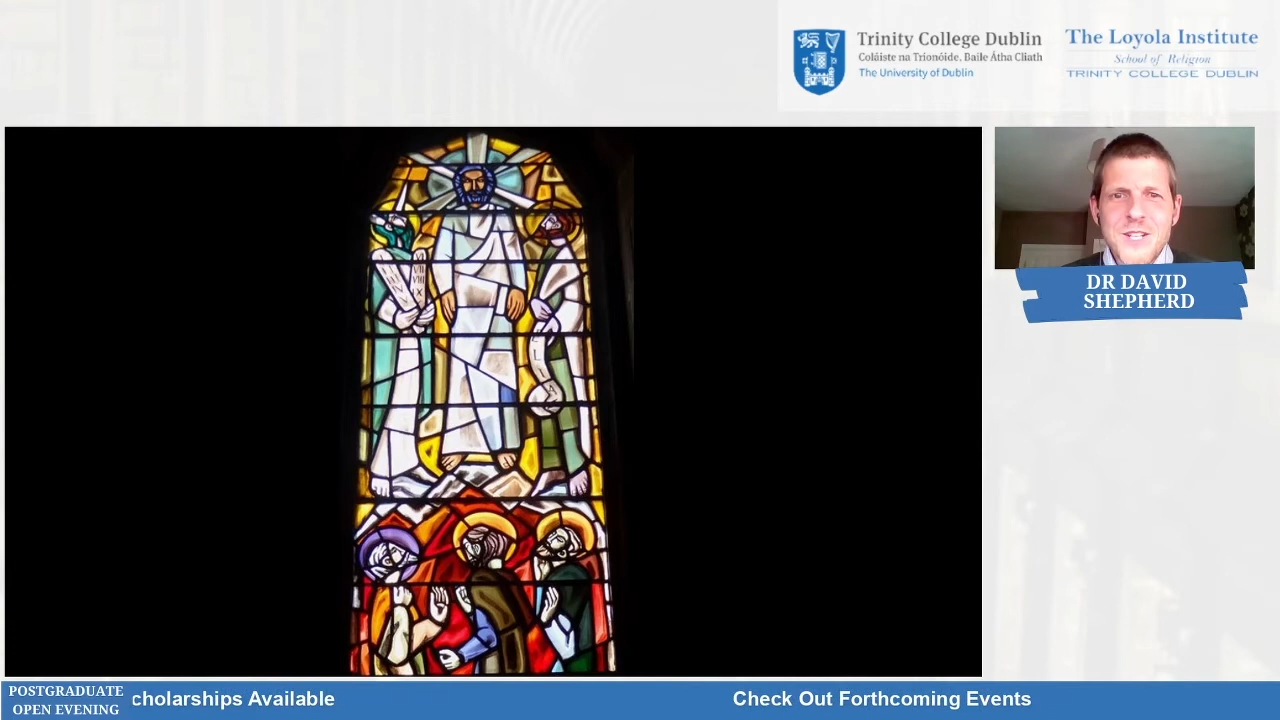 Trinity College Dublin
Coláiste na Tríonóide, Baile Átha Cliath
The University of Dublin
The Loyola Institute
School of Religion
TRINITY COLLEGE DUBLIN
DR DAVID
SHEPHERD
POSTGRADUATE
OPEN EVENING
cholarships Available
Check Out Forthcoming Events